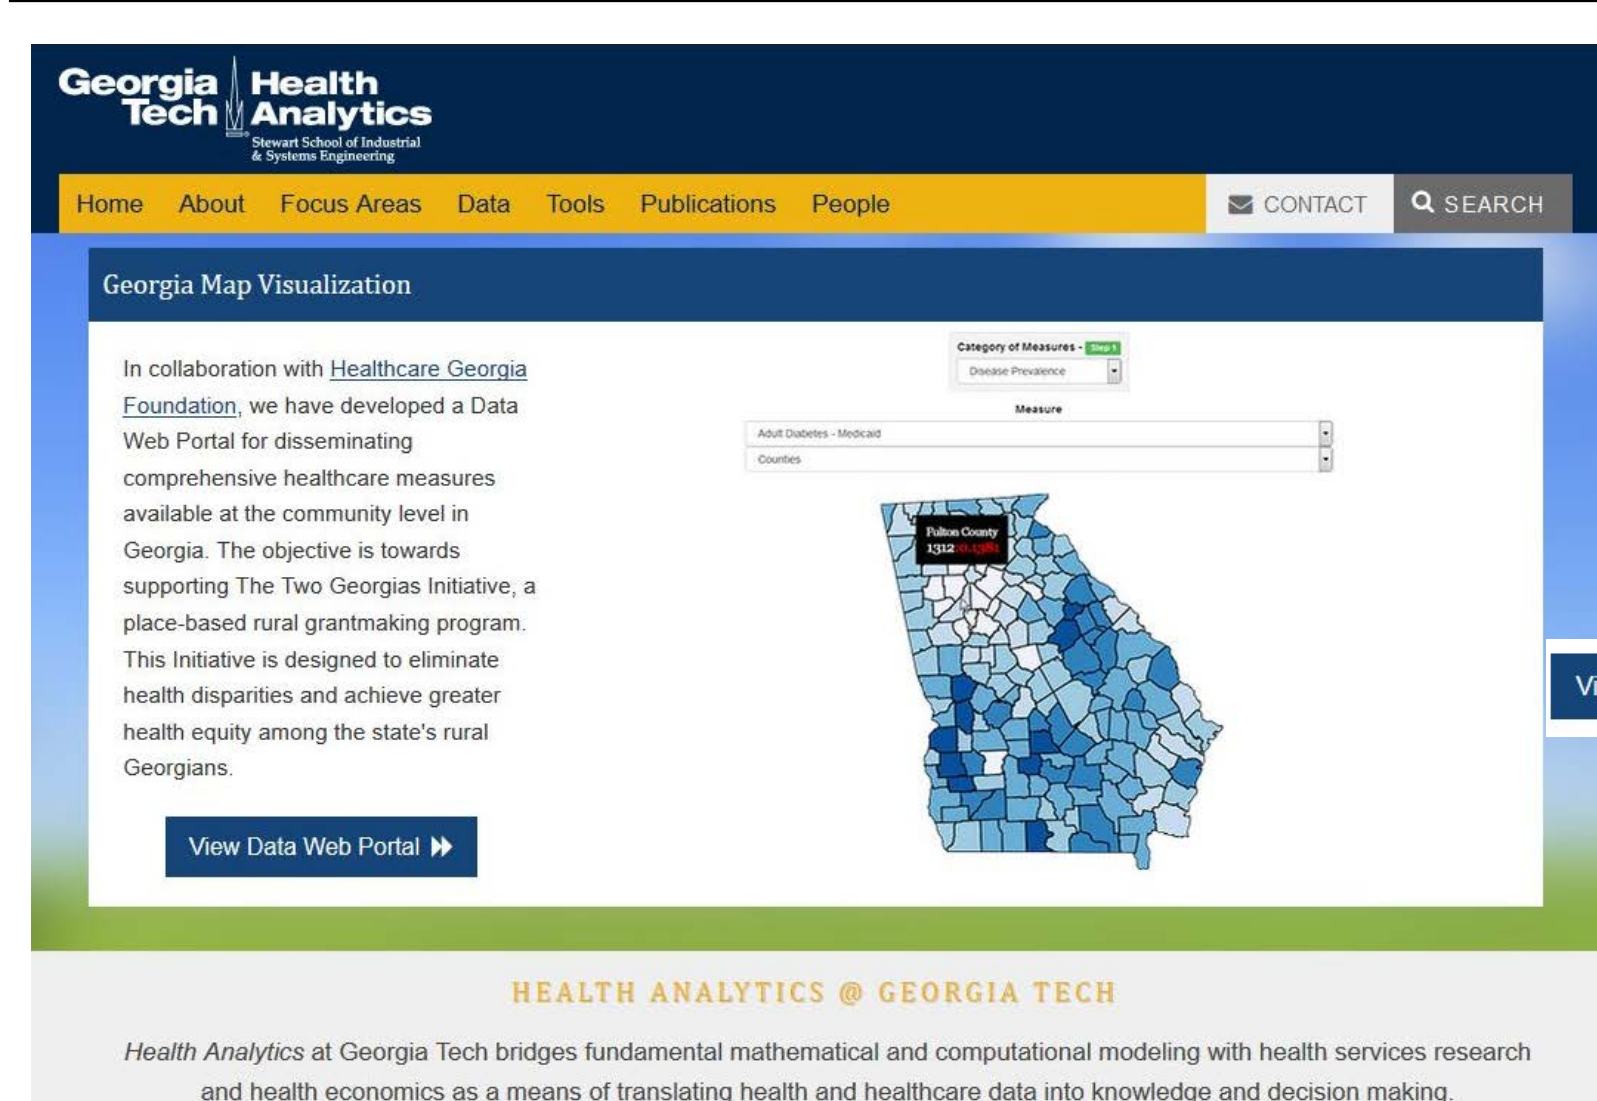 Georgia Tech
Health Analytics
Stewart School of Industrial
& Systems Engineering
Home About Focus Areas Data Tools Publications People CONTACT SEARCH
Georgia Map Visualization
In collaboration with Healthcare Georgia
Foundation, we have developed a Data
Web Portal for disseminating
comprehensive healthcare measures
available at the community level in
Georgia. The objective is towards
supporting The Two Georgias Initiative, a
place-based rural grantmaking program.
This Initiative is designed to eliminate
health disparities and achieve greater
health equity among the state's rural
Georgians.
View Data Web Portal
Category of Measures - Step 1
Disease Prevalence
Measure
Adult Diabetes - Medicaid
Counties
Fulton County
1312:0.1381
Vi
HEALTH ANALYTICS @ GEORGIA TECH
Health Analytics at Georgia Tech bridges fundamental mathematical and computational modeling with health services research
and health economics as a means of translating health and healthcare data into knowledge and decision making.